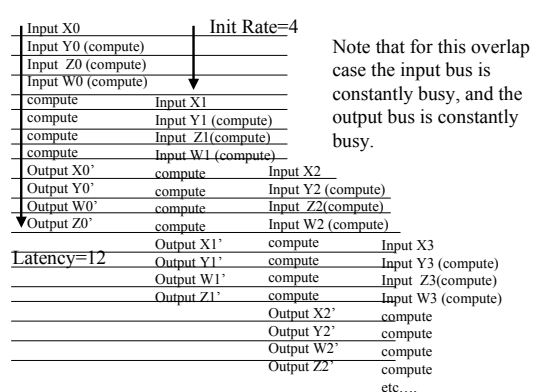 Input X0 Init Rate=4
Input Y0 (compute)
Input Z0 (compute)
Input W0 (compute)
Note that for this overlap
case the input bus is
constantly busy, and the
output bus is constantly
busy.
compute Input X1
compute Input Y1 (compute)
compute Input Z1(compute)
compute Input W1 (compute)
Output X0' compute Input X2
Output Y0' compute Input Y2 (compute)
Output W0' compute Input Z2(compute)
Output Z0' compute Input W2 (compute)
Output X1' compute Input X3
Latency=12 Output Y1' compute Input Y3 (compute)
Output W1' compute Input Z3(compute)
Output Z1' compute Input W3 (compute)
Output X2' compute
Output Y2' compute
Output W2' compute
Output Z2' compute
etc....